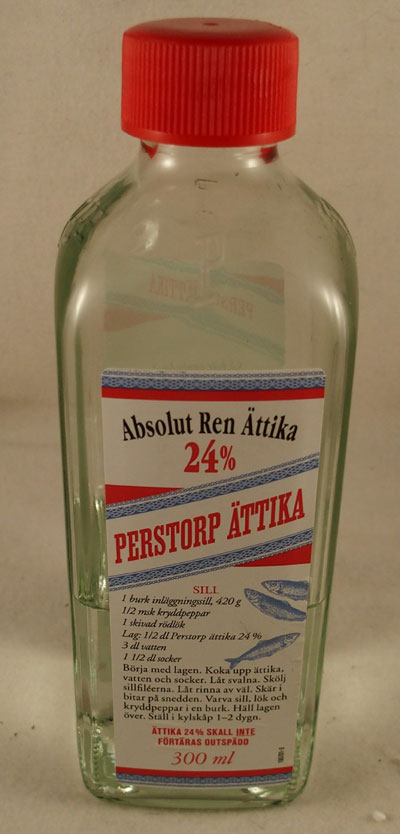 Absolut Ren Ättika
24%
PERSTORP ÄTTIKA
SILL
1 burk inläggningssill, 420 g
1/2 msk kryddpeppar
1 skivad rödlök
Lag: 1/2 dl Perstorp ättika 24 %
3 dl vatten
1 1/2 dl socker
Börja med lagen. Koka upp ättika,
vatten och socker. Låt svalna. Skölj
sillfiléerna. Låt rinna av väl. Skär i
bitar på snedden. Varva sill, lök och
kryddpeppar i en burk. Häll lagen
över. Ställ i kylskåp 1–2 dygn.
ÄTTIKA 24% SKALL INTE
FÖRTÄRAS OUTSPÄDD
300 ml
PERSTORP ÄTTIKA